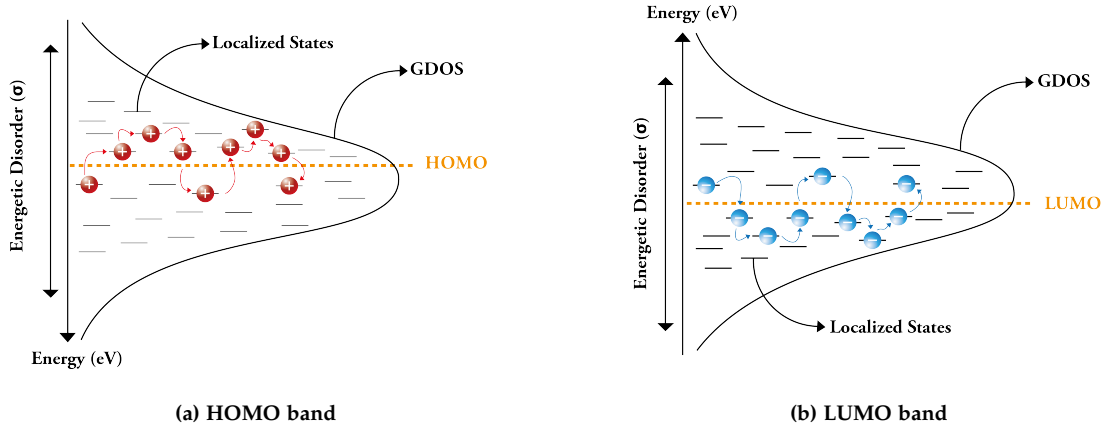 Localized States
GDOS
Energetic Disorder (σ)
HOMO
Energy (eV)
(a) HOMO band
Energy (eV)
GDOS
Energetic Disorder (σ)
LUMO
Localized States
(b) LUMO band